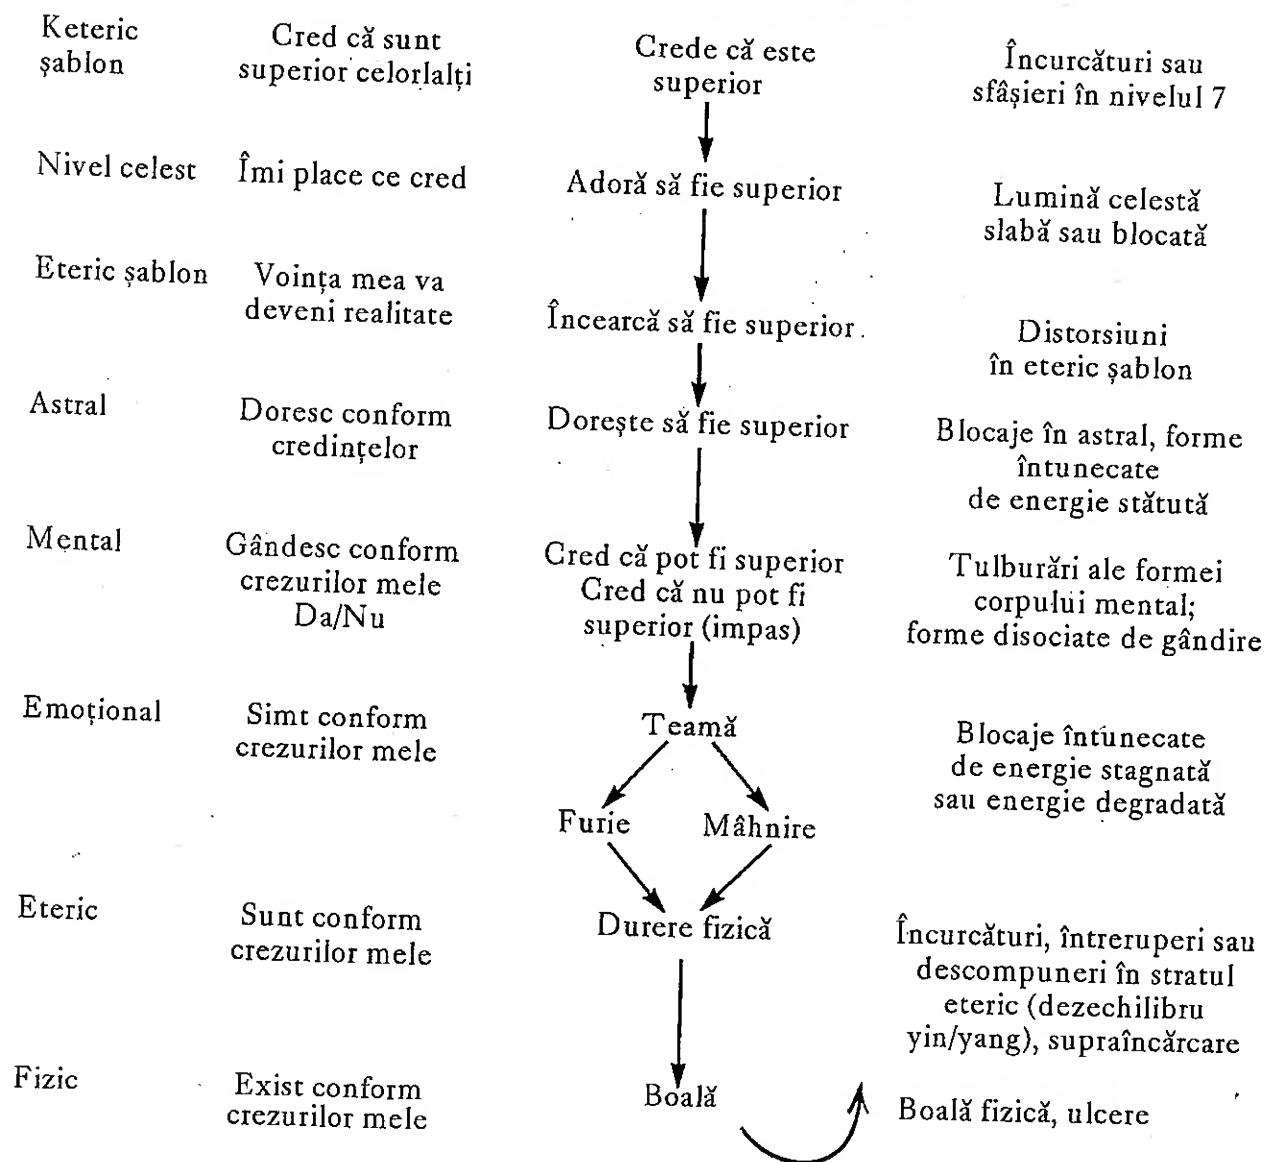 Keteric
şablon
Cred că sunt
superior celorlalți
Crede că este
superior
Încurcături sau
sfâşieri în nivelul 7
Nivel celest
Îmi place ce cred
Adoră să fie superior
Lumină celestă
slabă sau blocată
Eteric şablon
Voința mea va
deveni realitate
Încearcă să fie superior
Distorsiuni
în eteric şablon
Astral
Doresc conform
credințelor
Doreşte să fie superior
Blocaje în astral, forme
întunecate
de energie stătută
Mental
Gândesc conform
crezurilor mele
Da/Nu
Cred că pot fi superior
Cred că nu pot fi
superior (impas)
Tulburări ale formei
corpului mental;
forme disociate de gândire
Emoțional
Simt conform
crezurilor mele
Teamă
Blocaje întunecate
de energie stagnată
sau energie degradată
Furie
Mâhnire
Eteric
Sunt conform
crezurilor mele
Durere fizică
Încurcături, întreruperi sau
descompuneri în stratul
eteric (dezechilibru
yin/yang), supraîncărcare
Fizic
Exist conform
crezurilor mele
Boală
Boală fizică, ulcere